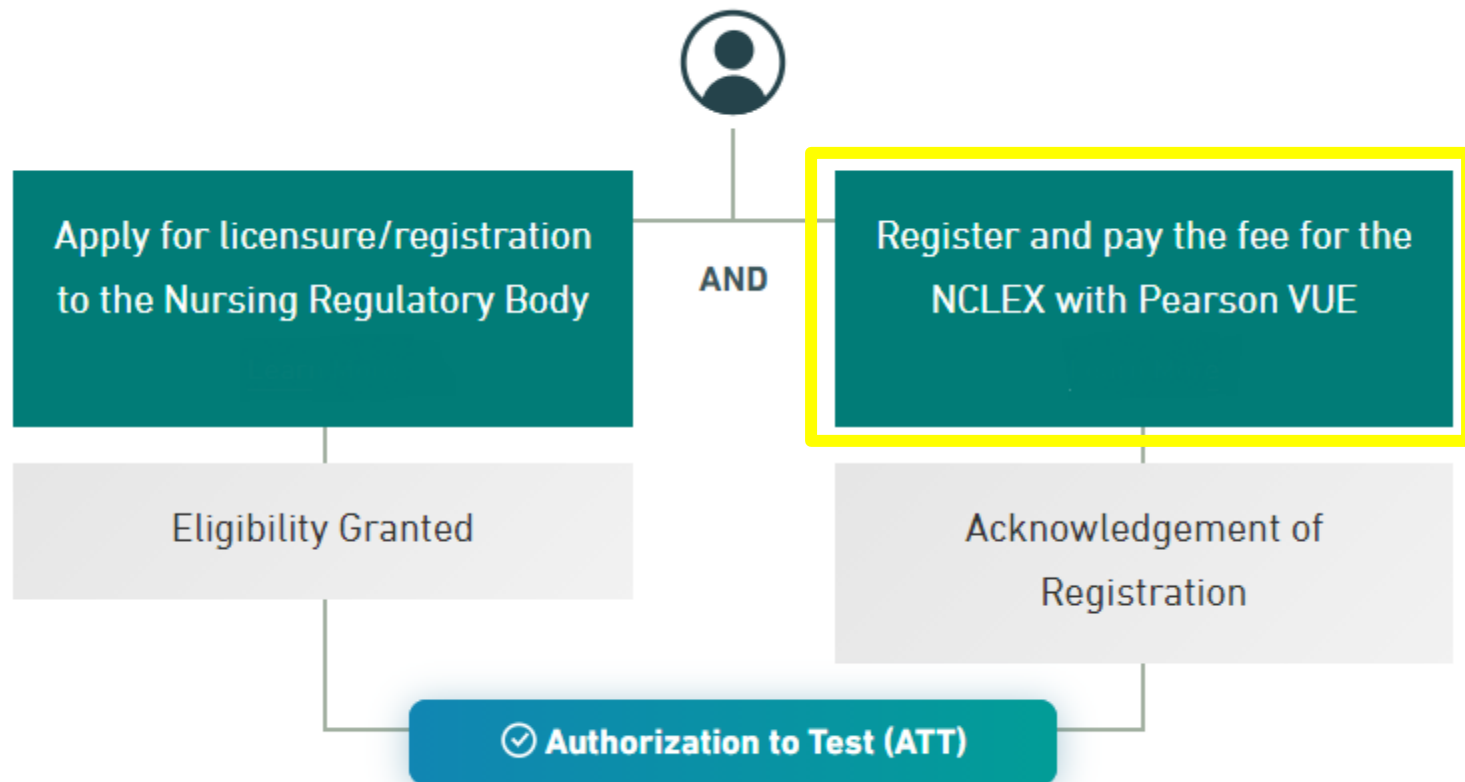 Apply for licensure/registration
to the Nursing Regulatory Body
AND
Register and pay the fee for the
NCLEX with Pearson VUE
Eligibility Granted
Acknowledgement of
Registration
Authorization to Test (ATT)